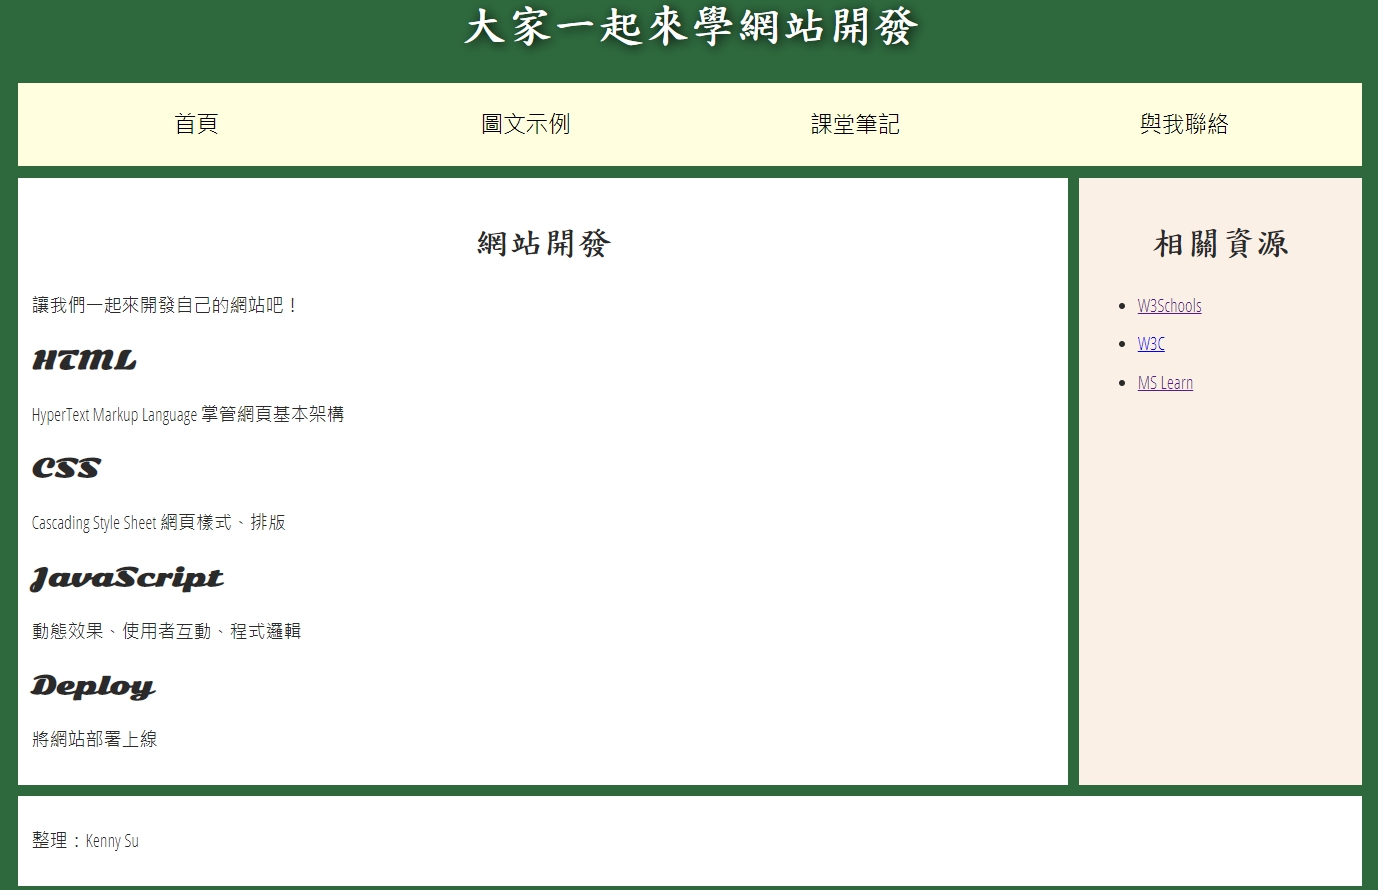 大家一起來學網站開發
首頁 圖文示例 課堂筆記 與我聯絡
網站開發
讓我們一起來開發自己的網站吧！
HTML
HyperText Markup Language 掌管網頁基本架構
CSS
Cascading Style Sheet 網頁樣式、排版
JavaScript
動態效果、使用者互動、程式邏輯
Deploy
將網站部署上線
相關資源
W3Schools
W3C
MS Learn
整理：Kenny Su